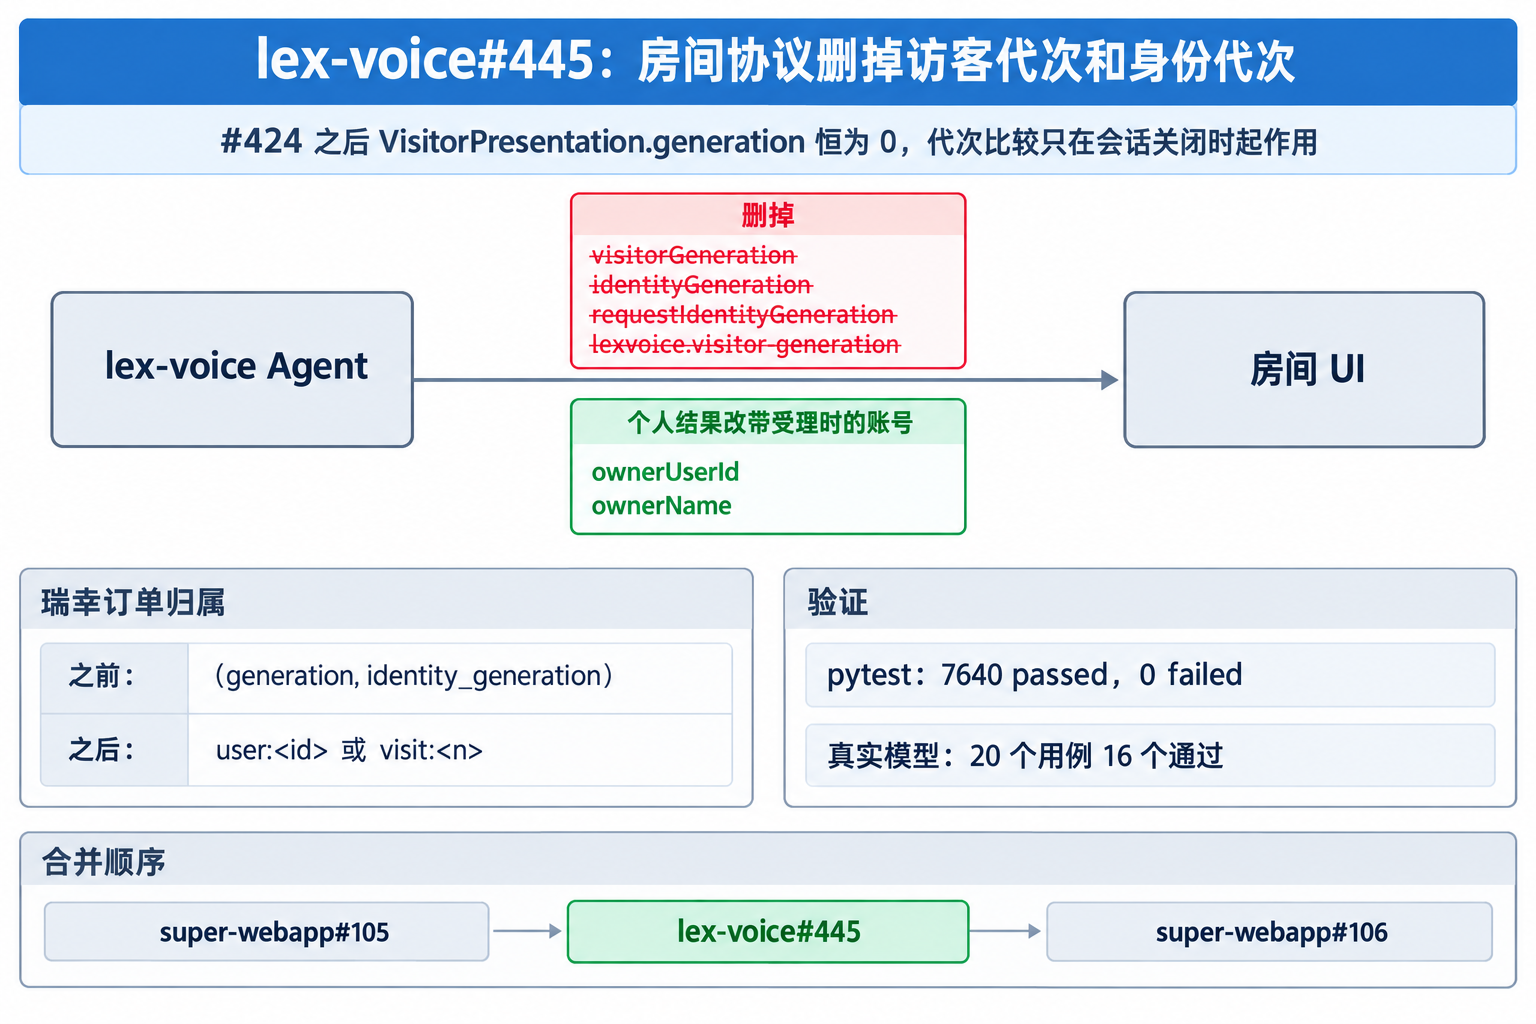 lex-voice#445：房间协议删掉访客代次和身份代次
#424 之后 VisitorPresentation.generation 恒为 0，代次比较只在会话关闭时起作用
删掉
visitorGeneration
identityGeneration
requestIdentityGeneration
lexvoice.visitor-generation
lex-voice Agent
房间 UI
个人结果改带受理时的账号
ownerUserId
ownerName
瑞幸订单归属
之前： （generation, identity_generation）
之后： user:<id> 或 visit:<n>
验证
pytest：7640 passed，0 failed
真实模型：20 个用例 16 个通过
合并顺序
super-webapp#105
lex-voice#445
super-webapp#106